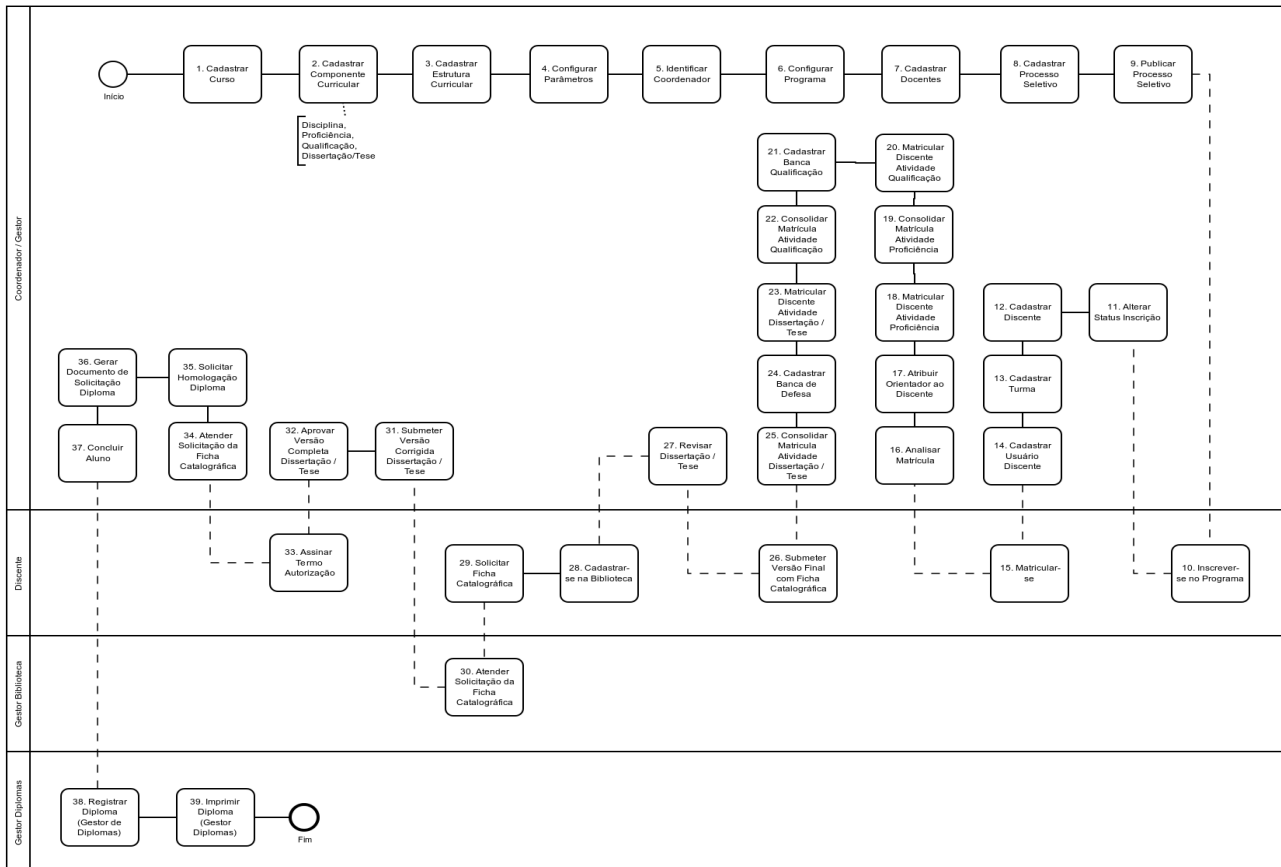 Coordenador / Gestor
Início
1. Cadastrar
Curso
2. Cadastrar
Componente
Curricular
3. Cadastrar
Estrutura
Curricular
4. Configurar
Parâmetros
5. Identificar
Coordenador
6. Configurar
Programa
7. Cadastrar
Docentes
8. Cadastrar
Processo
Seletivo
9. Publicar
Processo
Seletivo
Disciplina,
Proficiência,
Qualificação,
Dissertação/Tese
21. Cadastrar
Banca
Qualificação
20. Matricular
Discente
Atividade
Qualificação
22. Consolidar
Matrícula
Atividade
Qualificação
19. Consolidar
Matrícula
Atividade
Proficiência
23. Matricular
Discente
Atividade
Dissertação /
Tese
18. Matricular
Discente
Atividade
Proficiência
12. Cadastrar
Discente
11. Alterar
Status Inscrição
36. Gerar
Documento de
Solicitação
Diploma
35. Solicitar
Homologação
Diploma
24. Cadastrar
Banca de
Defesa
17. Atribuir
Orientador ao
Discente
13. Cadastrar
Turma
37. Concluir
Aluno
34. Atender
Solicitação da
Ficha
Catalográfica
32. Aprovar
Versão
Completa
Dissertação /
Tese
31. Submeter
Versão
Corrigida
Dissertação /
Tese
27. Revisar
Dissertação /
Tese
25. Consolidar
Matricula
Atividade
Dissertação /
Tese
16. Analisar
Matrícula
14. Cadastrar
Usuário
Discente
Discente
33. Assinar
Termo
Autorização
29. Solicitar
Ficha
Catalográfica
28. Cadastrar-
se na Biblioteca
26. Submeter
Versão Final
com Ficha
Catalográfica
15. Matricular-
se
10. Inscrever-
se no Programa
Gestor Biblioteca
30. Atender
Solicitação da
Ficha
Catalográfica
Gestor Diplomas
38. Registrar
Diploma
(Gestor de
Diplomas)
39. Imprimir
Diploma
(Gestor
Diplomas)
Fim